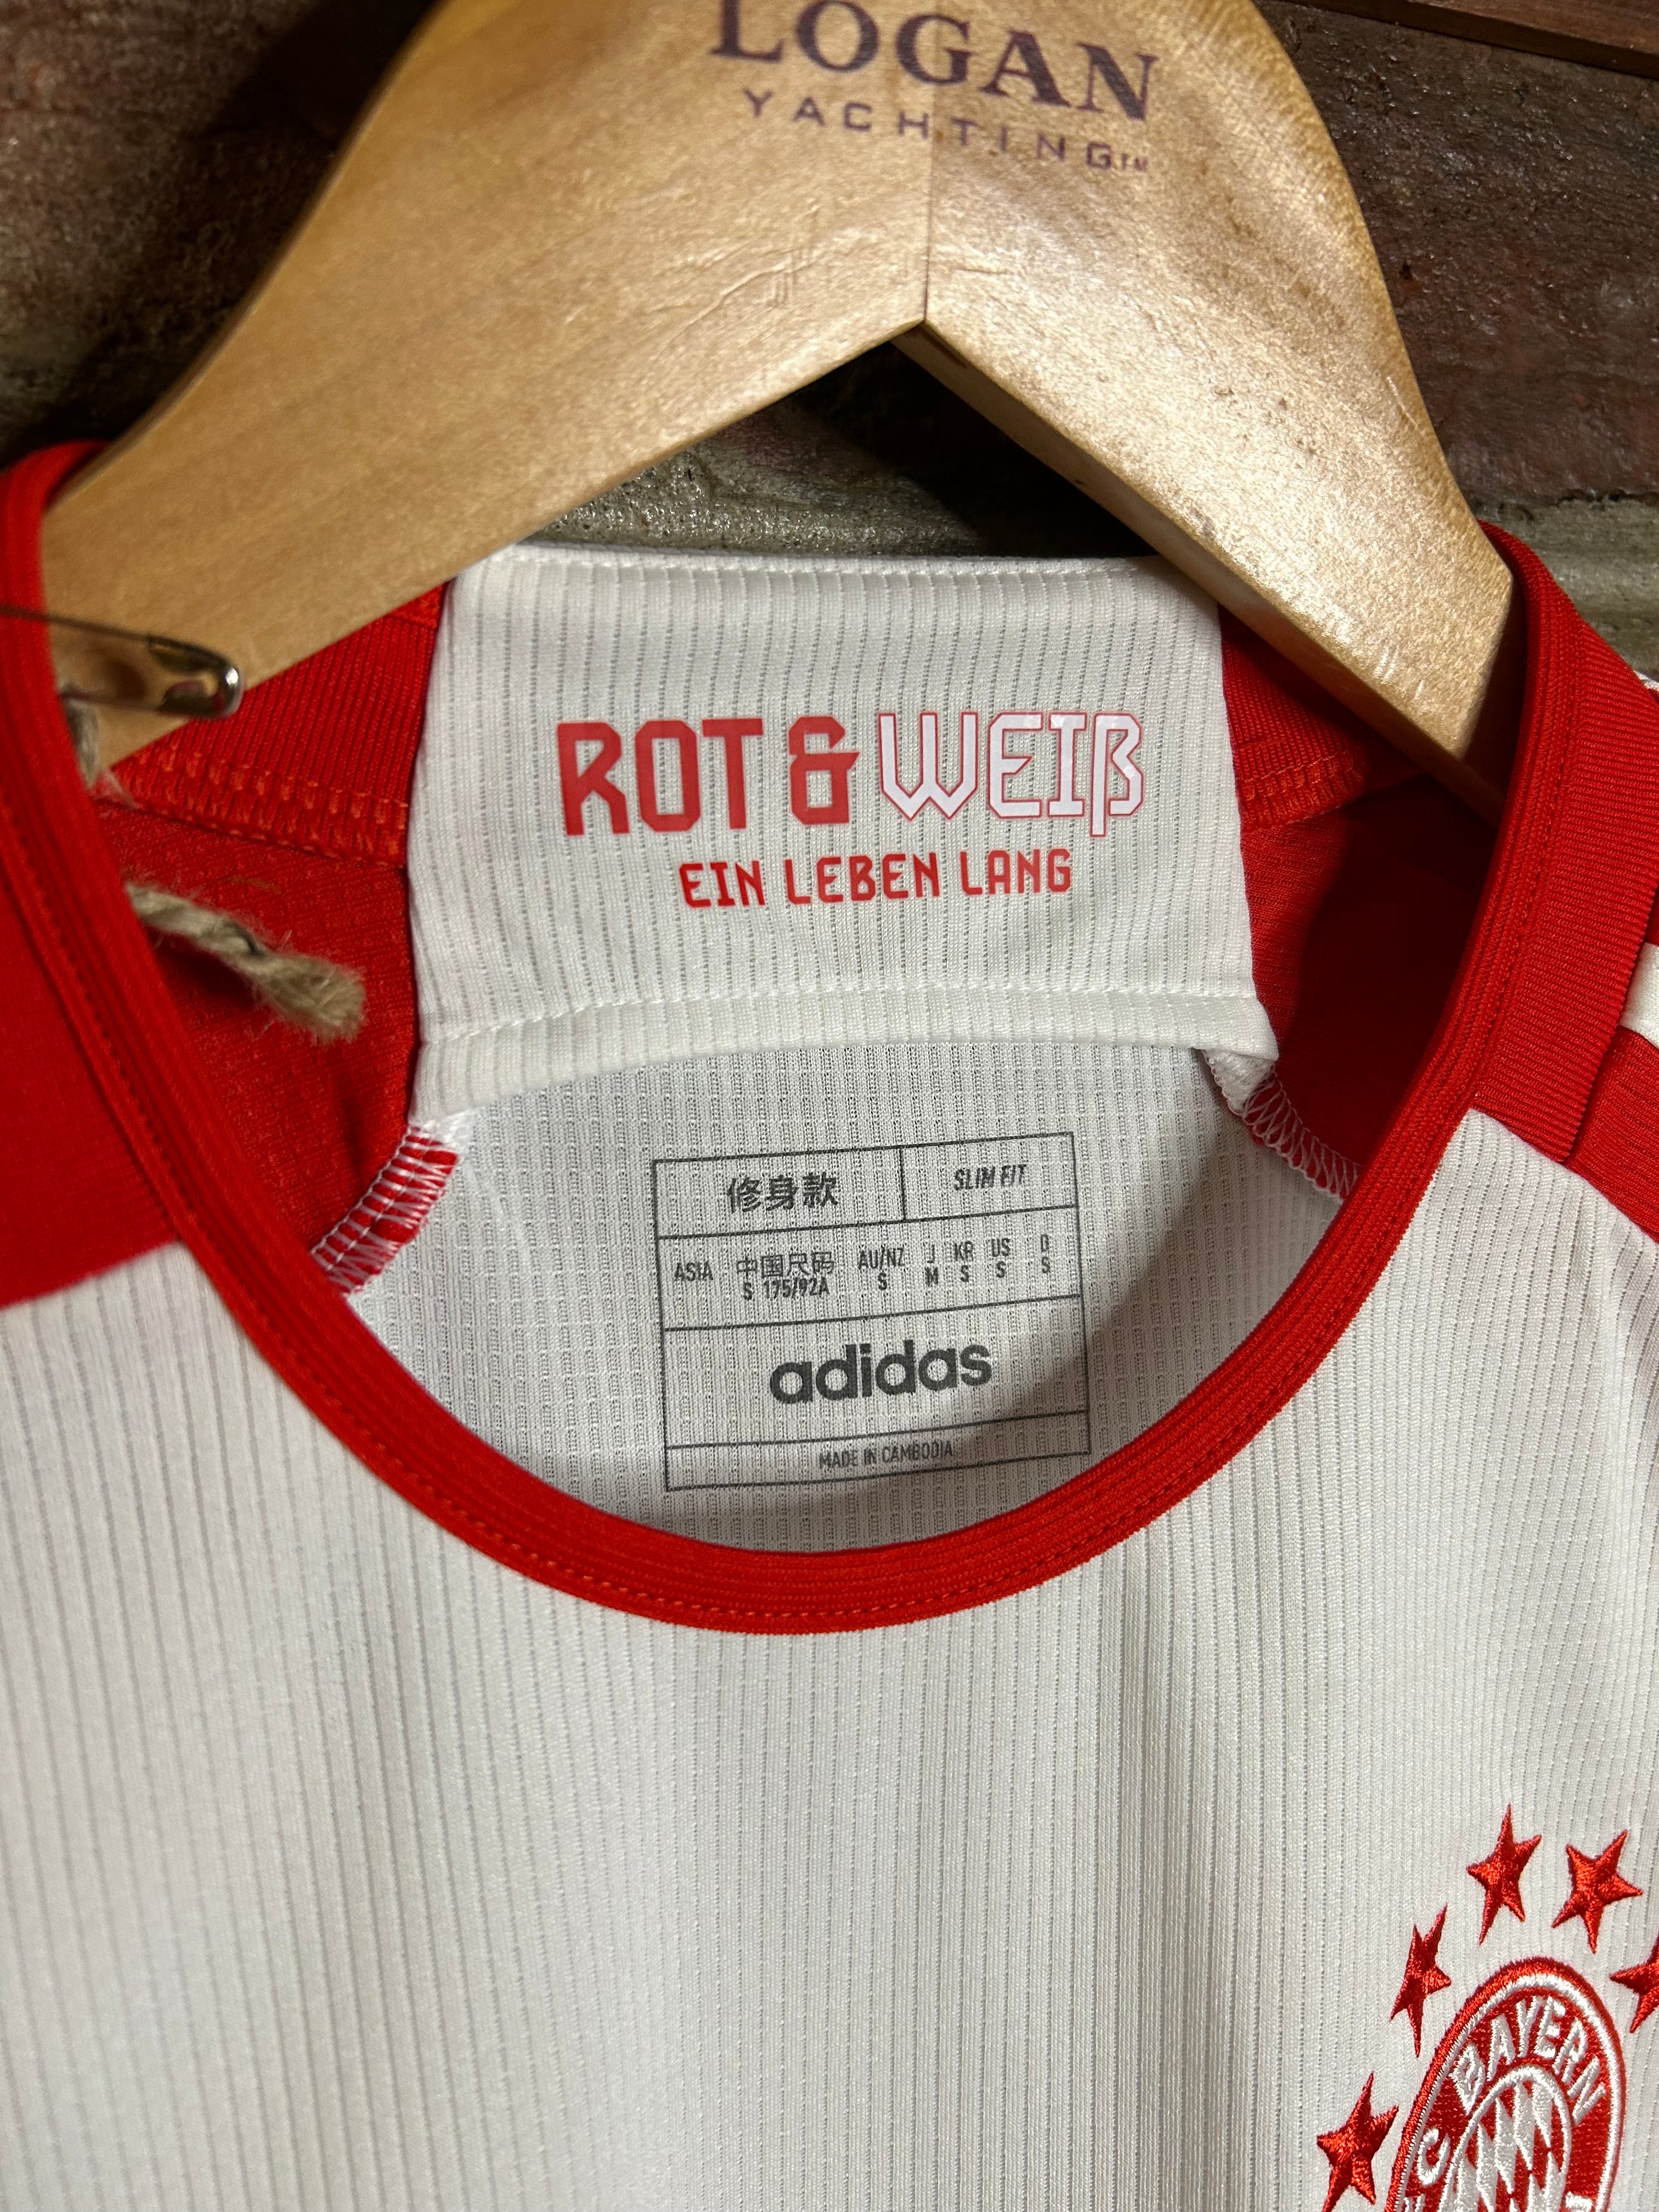 LOGAN
YACHTING™
ROT & WEIß
EIN LEBEN LANG
修身款 SLIM FIT
ASIA 中国尺码 AU/NZ J KR US D
S 175/92A S M S S S
adidas
MADE IN CAMBODIA
BAYERN
C